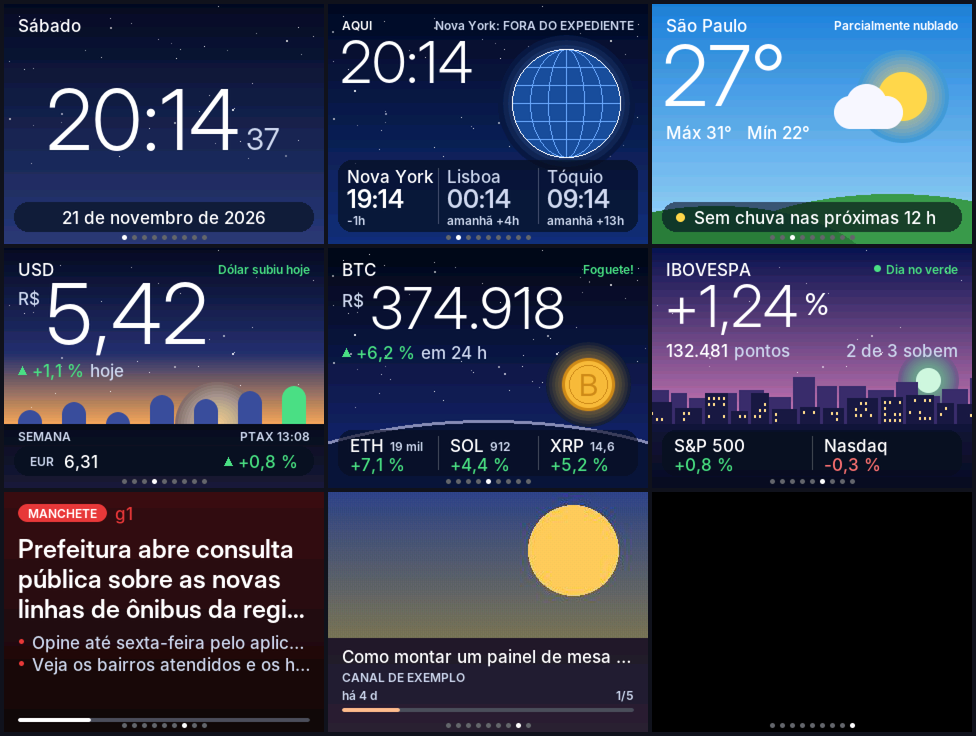 Sábado
20:14 37
21 de novembro de 2026
AQUI
Nova York: FORA DO EXPEDIENTE
20:14
Nova York
19:14
-1h
Lisboa
00:14
amanhã +4h
Tóquio
09:14
amanhã +13h
São Paulo
Parcialmente nublado
27°
Máx 31° Mín 22°
Sem chuva nas próximas 12 h
USD
Dólar subiu hoje
R$ 5,42
+1,1 % hoje
SEMANA
PTAX 13:08
EUR 6,31
+0,8 %
BTC
Foguete!
R$ 374.918
+6,2 % em 24 h
B
ETH 19 mil
+7,1 %
SOL 912
+4,4 %
XRP 14,6
+5,2 %
IBOVESPA
Dia no verde
+1,24 %
132.481 pontos
2 de 3 sobem
S&P 500
+0,8 %
Nasdaq
-0,3 %
MANCHETE g1
Prefeitura abre consulta
pública sobre as novas
linhas de ônibus da regi...
• Opine até sexta-feira pelo aplic...
• Veja os bairros atendidos e os h...
Como montar um painel de mesa ...
CANAL DE EXEMPLO
há 4 d
1/5